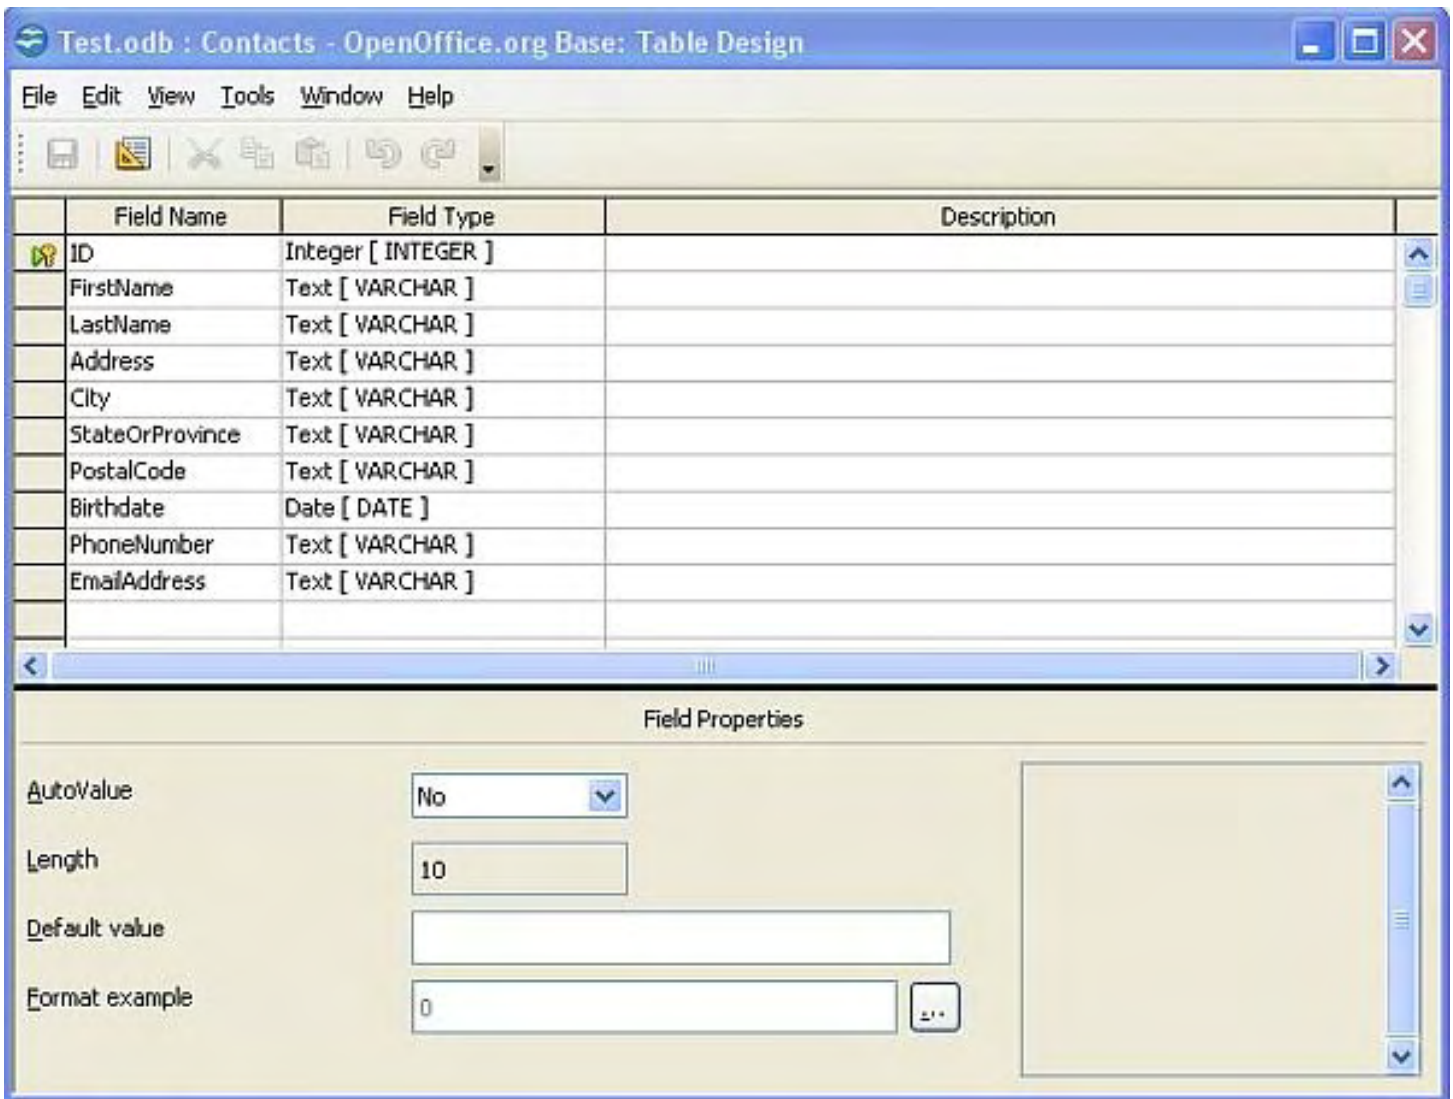 Test.odb : Contacts - OpenOffice.org Base: Table Design
File Edit View Tools Window Help
Field Name Field Type Description
ID Integer [ INTEGER ]
FirstName Text [ VARCHAR ]
LastName Text [ VARCHAR ]
Address Text [ VARCHAR ]
City Text [ VARCHAR ]
StateOrProvince Text [ VARCHAR ]
PostalCode Text [ VARCHAR ]
Birthdate Date [ DATE ]
PhoneNumber Text [ VARCHAR ]
EmailAddress Text [ VARCHAR ]
Field Properties
AutoValue No
Length 10
Default value
Format example 0 ...